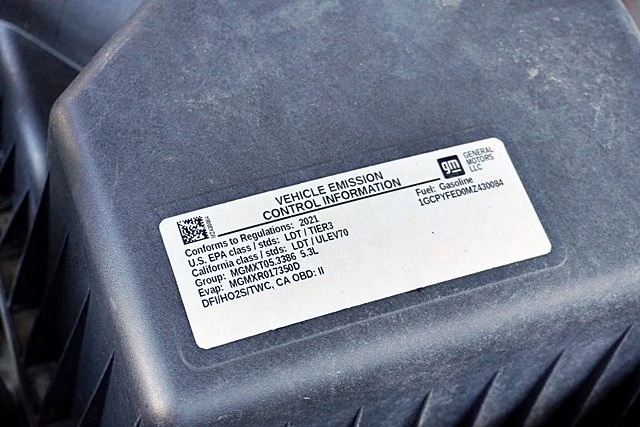 VEHICLE EMISSION
CONTROL INFORMATION
gm
GENERAL
MOTORS
LLC
Conforms to Regulations: 2021
U.S. EPA class / stds: LDT / TIER3
California class / stds: LDT / ULEV70
Group: MGMXT05.3386 5.3L
Evap: MGMXR017350D
DFI/HO2S/TWC, CA OBD: II
Fuel: Gasoline
1GCPYFED0MZ430084